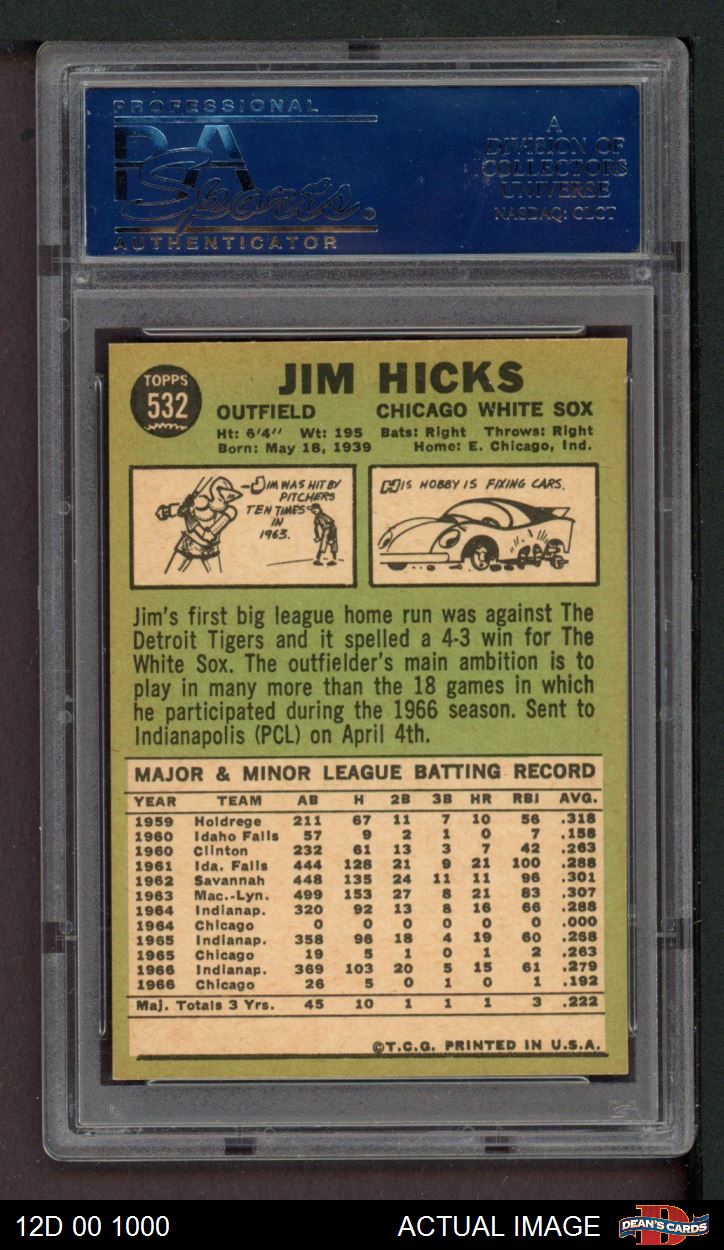 PROFESSIONAL
PSA
Sports
AUTHENTICATOR
A
DIVISION OF
COLLECTORS
UNIVERSE
NASDAQ: CLCT
TOPPS
532
JIM HICKS
OUTFIELD CHICAGO WHITE SOX
Ht: 6'4" Wt: 195 Bats: Right Throws: Right
Born: May 18, 1939 Home: E. Chicago, Ind.
JIM WAS HIT BY
PITCHERS
TEN TIMES
IN
1963.
HIS HOBBY IS FIXING CARS.
Jim's first big league home run was against The
Detroit Tigers and it spelled a 4-3 win for The
White Sox. The outfielder's main ambition is to
play in many more than the 18 games in which
he participated during the 1966 season. Sent to
Indianapolis (PCL) on April 4th.
MAJOR & MINOR LEAGUE BATTING RECORD
YEAR TEAM AB H 2B 3B HR RBI AVG.
1959 Holdrege 211 67 11 7 10 56 .318
1960 Idaho Falls 57 9 2 1 0 7 .158
1960 Clinton 232 61 13 3 7 42 .263
1961 Ida. Falls 444 128 21 9 21 100 .288
1962 Savannah 448 135 24 11 11 96 .301
1963 Mac.-Lyn. 499 153 27 8 21 83 .307
1964 Indianap. 320 92 13 8 16 66 .288
1964 Chicago 0 0 0 0 0 0 .000
1965 Indianap. 358 96 18 4 19 60 .268
1965 Chicago 19 5 1 0 1 2 .263
1966 Indianap. 369 103 20 5 15 61 .279
1966 Chicago 26 5 0 1 0 1 .192
Maj. Totals 3 Yrs. 45 10 1 1 1 3 .222
©T.C.G. PRINTED IN U.S.A.
12D 00 1000 ACTUAL IMAGE
DEAN'S CARDS